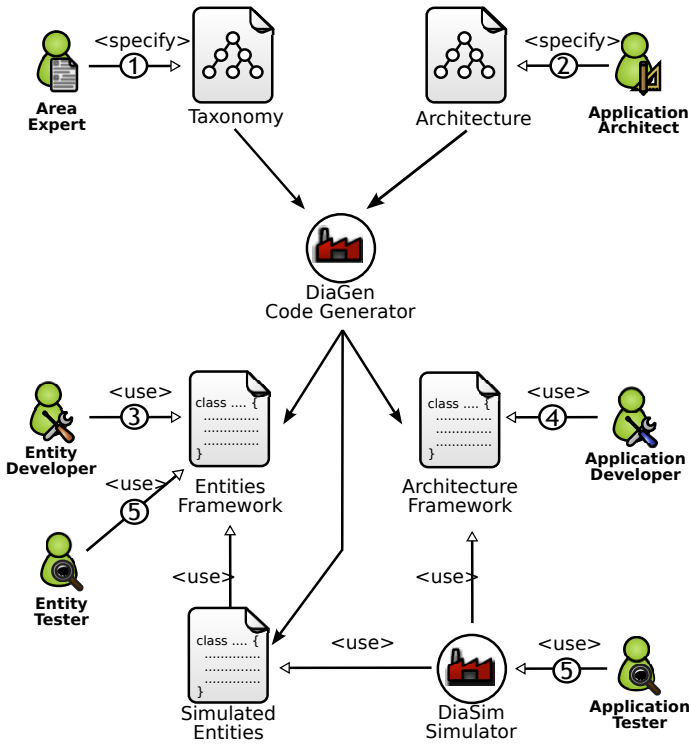 <specify>
<specify>
1
2
Area
Expert
Taxonomy
Architecture
Application
Architect
DiaGen
Code Generator
<use>
3
class .... {
..............
..............
..............
}
class .... {
..............
..............
..............
}
<use>
4
Entity
Developer
<use>
5
Entities
Framework
Architecture
Framework
Application
Developer
Entity
Tester
<use>
<use>
class .... {
..............
..............
..............
}
<use>
<use>
5
Simulated
Entities
DiaSim
Simulator
Application
Tester